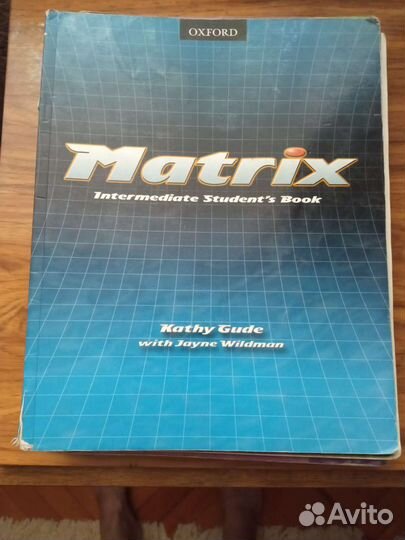 OXFORD
Matrix
Intermediate Student's Book
Kathy Gude
with Jayne Wildman
Avito